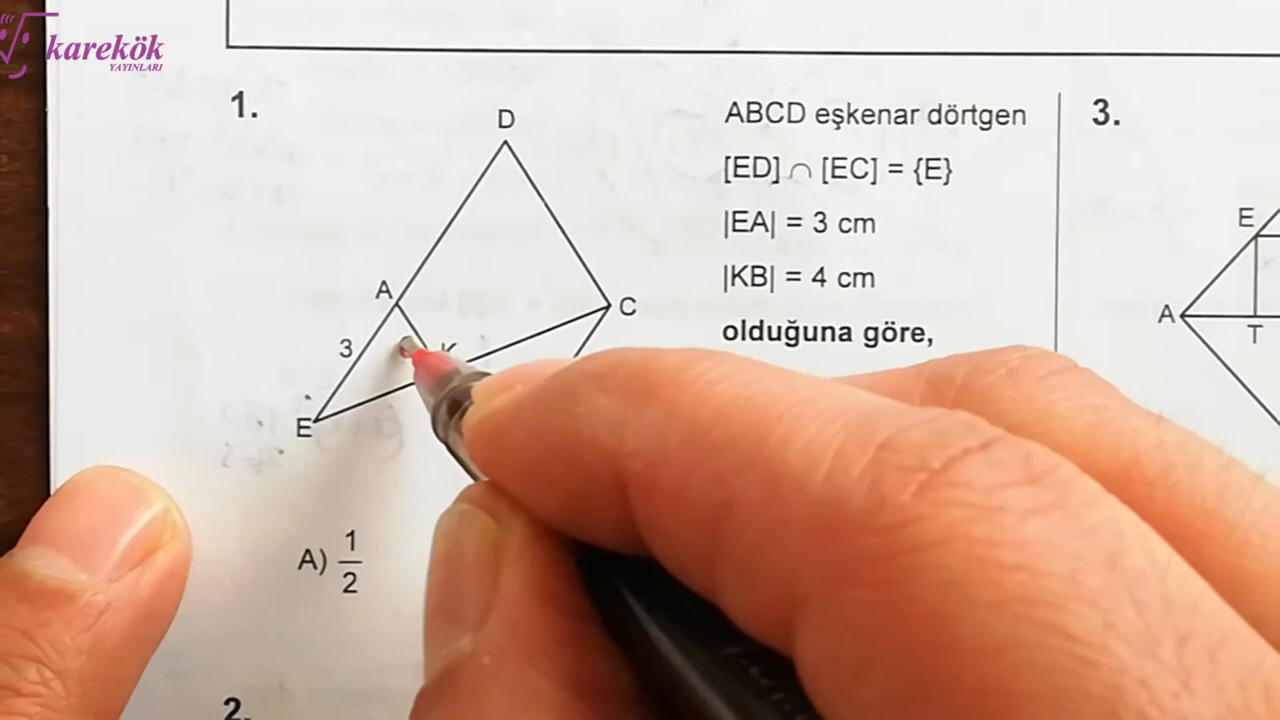 karekök
YAYINLARI
1.
D
A
C
3
K
E
ABCD eşkenar dörtgen
[ED] ∩ [EC] = {E}
|EA| = 3 cm
|KB| = 4 cm
olduğuna göre,
A) 1/2
2.
3.
E
A
T